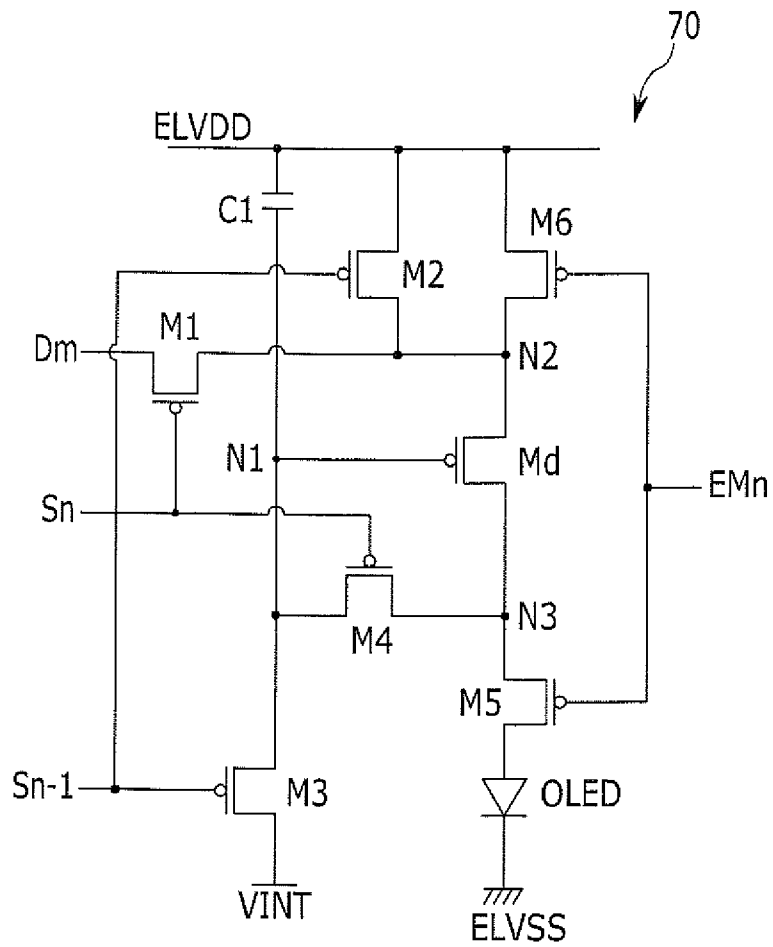 70
ELVDD
C1
M6
M2
M1
Dm
N2
N1
Md
EMn
Sn
M4
N3
M5
Sn-1
M3
OLED
VINT
ELVSS